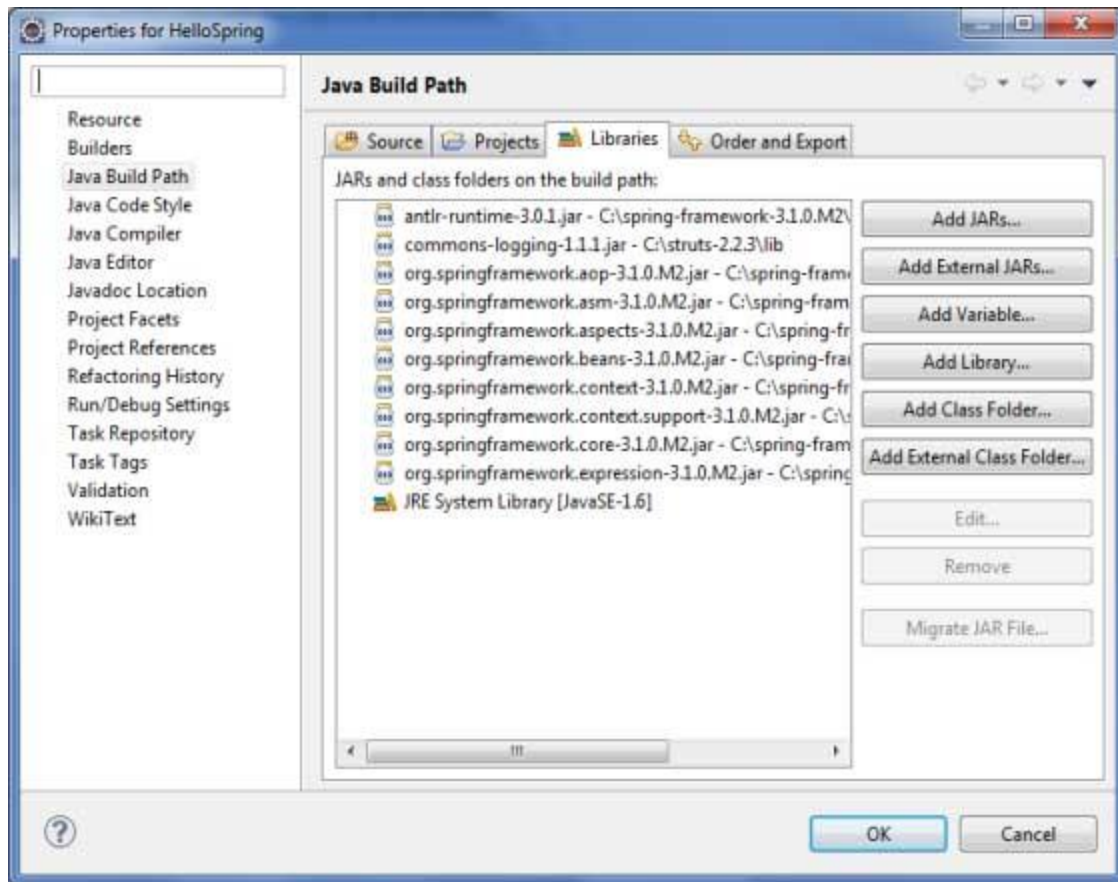 Properties for HelloSpring
Resource
Builders
Java Build Path
Java Code Style
Java Compiler
Java Editor
Javadoc Location
Project Facets
Project References
Refactoring History
Run/Debug Settings
Task Repository
Task Tags
Validation
WikiText
Java Build Path
Source Projects Libraries Order and Export
JARs and class folders on the build path:
antlr-runtime-3.0.1.jar - C:\spring-framework-3.1.0.M2\
commons-logging-1.1.1.jar - C:\struts-2.2.3\lib
org.springframework.aop-3.1.0.M2.jar - C:\spring-frame
org.springframework.asm-3.1.0.M2.jar - C:\spring-fram
org.springframework.aspects-3.1.0.M2.jar - C:\spring-fr
org.springframework.beans-3.1.0.M2.jar - C:\spring-fra
org.springframework.context-3.1.0.M2.jar - C:\spring-fr
org.springframework.context.support-3.1.0.M2.jar - C:\s
org.springframework.core-3.1.0.M2.jar - C:\spring-fram
org.springframework.expression-3.1.0.M2.jar - C:\spring
JRE System Library [JavaSE-1.6]
Add JARs...
Add External JARs...
Add Variable...
Add Library...
Add Class Folder...
Add External Class Folder...
Edit...
Remove
Migrate JAR File...
OK Cancel